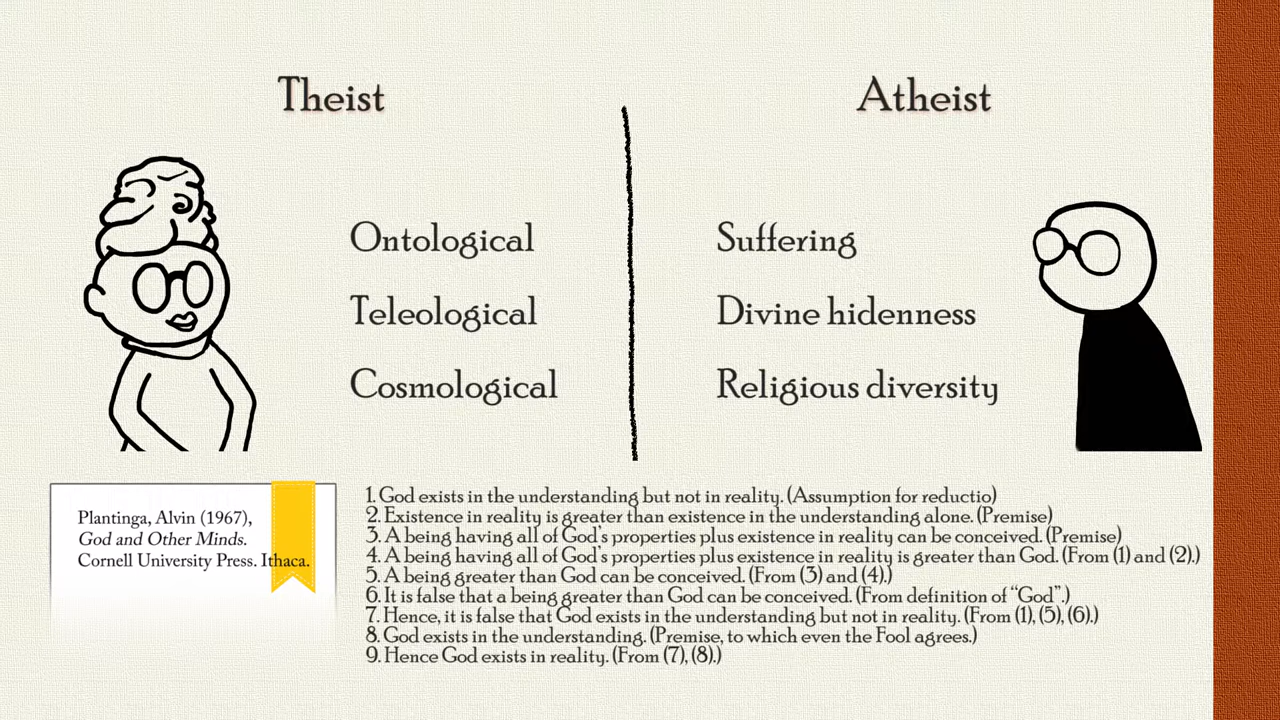 Theist
Atheist
Ontological
Teleological
Cosmological
Suffering
Divine hidenness
Religious diversity
Plantinga, Alvin (1967),
God and Other Minds.
Cornell University Press. Ithaca.
1. God exists in the understanding but not in reality. (Assumption for reductio)
2. Existence in reality is greater than existence in the understanding alone. (Premise)
3. A being having all of God's properties plus existence in reality can be conceived. (Premise)
4. A being having all of God's properties plus existence in reality is greater than God. (From (1) and (2).)
5. A being greater than God can be conceived. (From (3) and (4).)
6. It is false that a being greater than God can be conceived. (From definition of “God”.)
7. Hence, it is false that God exists in the understanding but not in reality. (From (1), (5), (6).)
8. God exists in the understanding. (Premise, to which even the Fool agrees.)
9. Hence God exists in reality. (From (7), (8).)